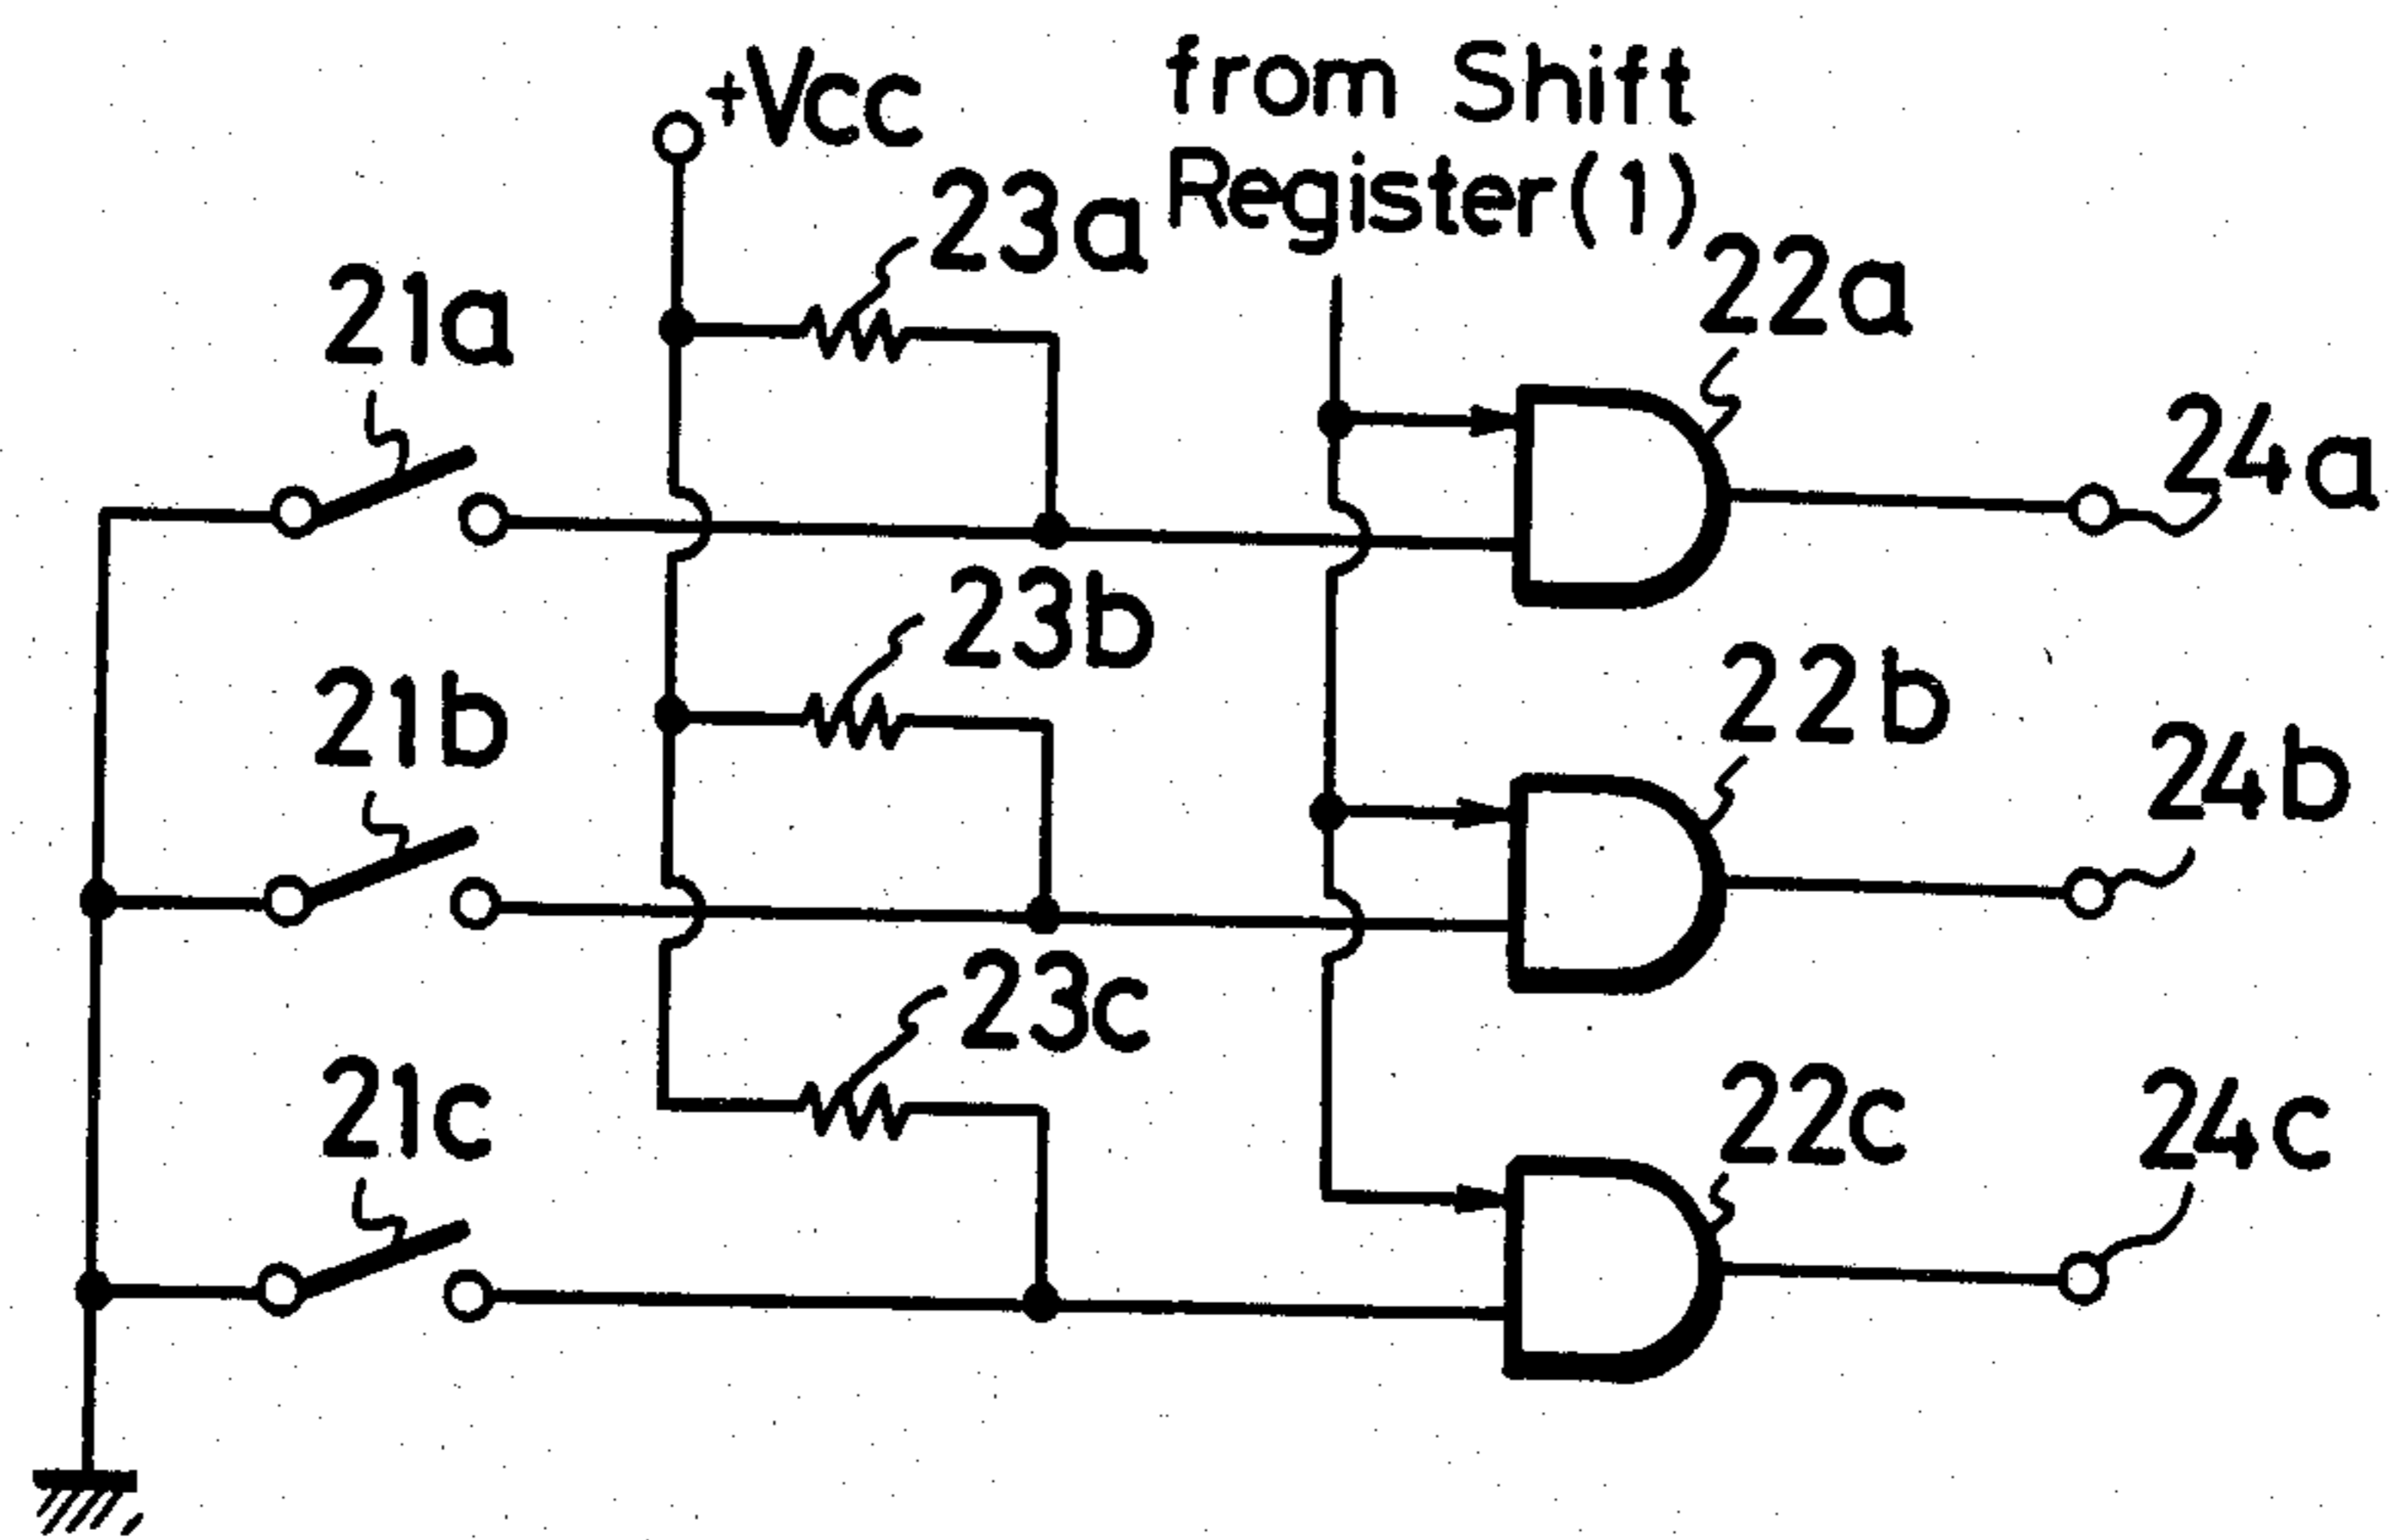 +Vcc
from Shift
Register(1)
23a
22a
21a
24a
23b
22b
21b
24b
23c
22c
21c
24c